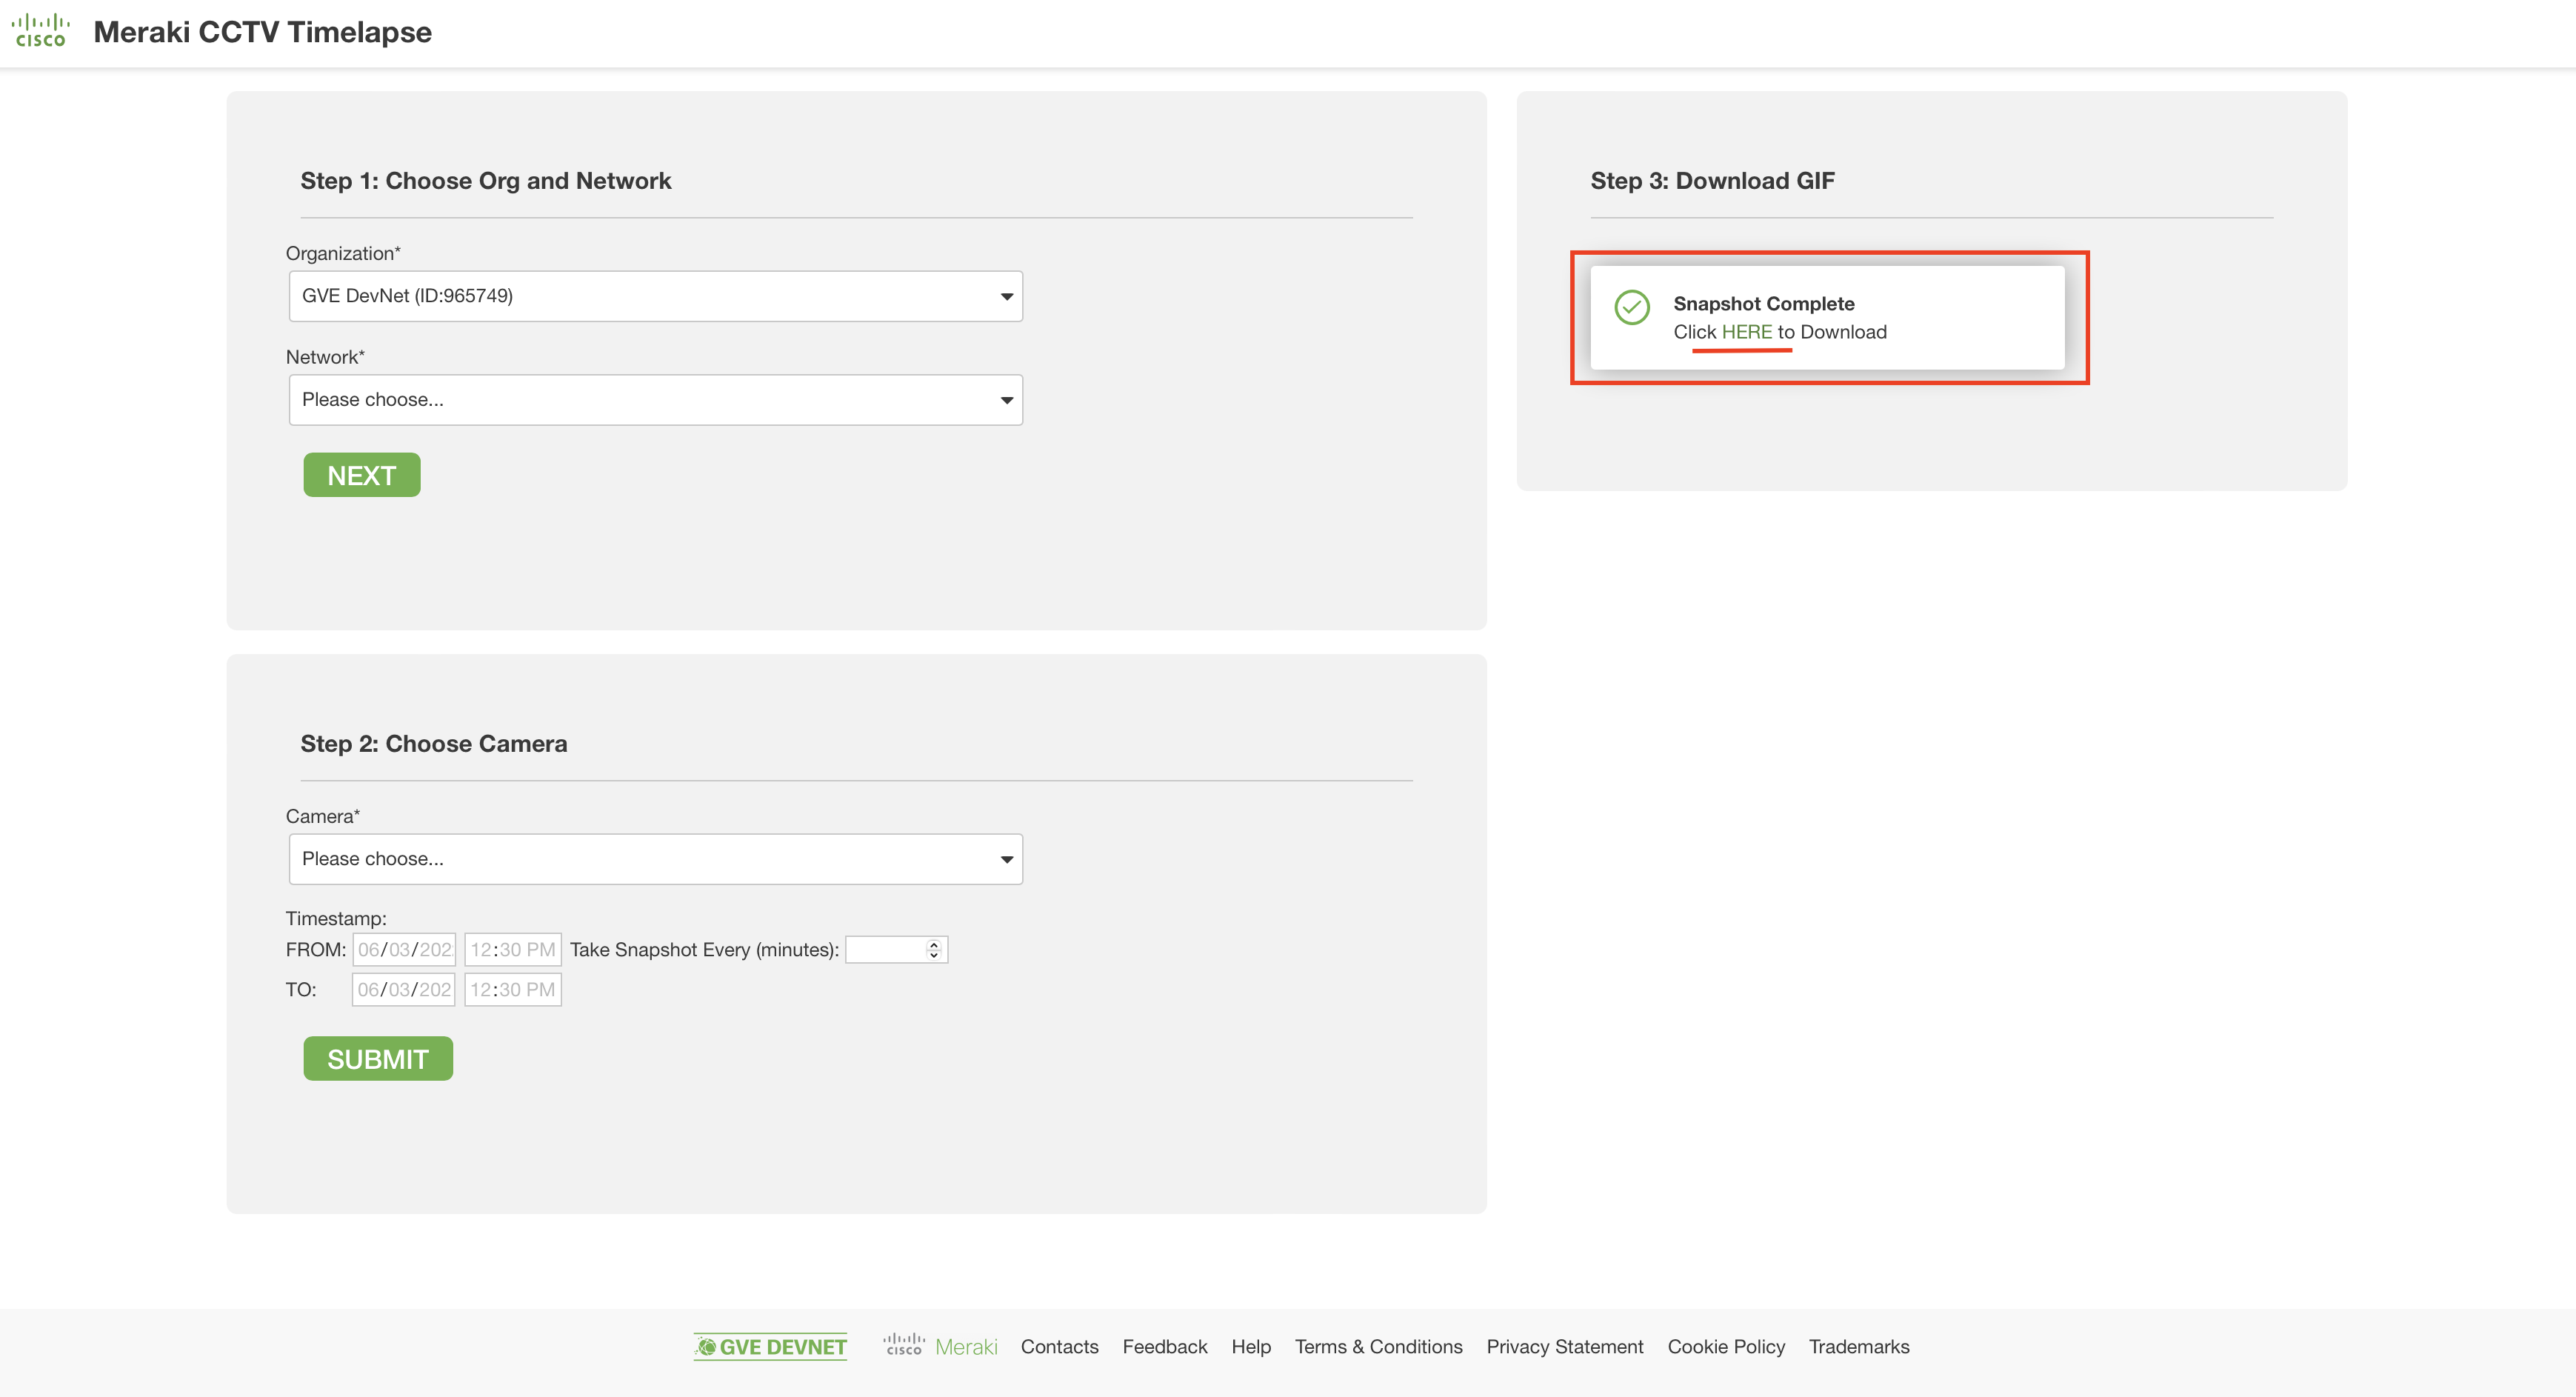 CISCO Meraki CCTV Timelapse
Step 1: Choose Org and Network
Organization*
GVE DevNet (ID:965749)
Network*
Please choose...
NEXT
Step 2: Choose Camera
Camera*
Please choose...
Timestamp:
FROM: 06/03/202 12:30 PM Take Snapshot Every (minutes):
TO: 06/03/202 12:30 PM
SUBMIT
Step 3: Download GIF
Snapshot Complete
Click HERE to Download
GVE DEVNET CISCO Meraki Contacts Feedback Help Terms & Conditions Privacy Statement Cookie Policy Trademarks